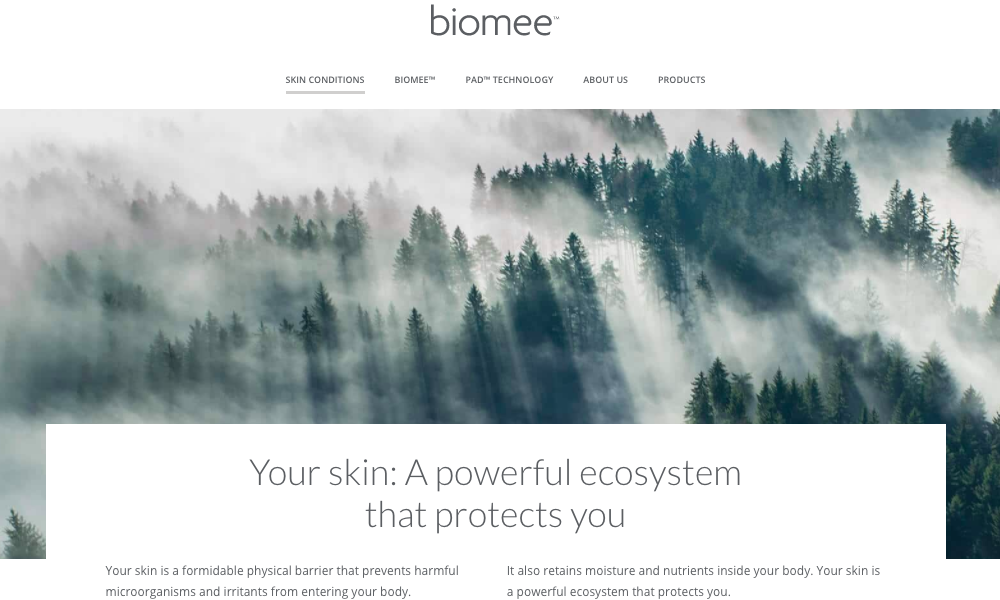 biomee™
SKIN CONDITIONS BIOMEE™ PAD™ TECHNOLOGY ABOUT US PRODUCTS
Your skin: A powerful ecosystem
that protects you
Your skin is a formidable physical barrier that prevents harmful
microorganisms and irritants from entering your body.
It also retains moisture and nutrients inside your body. Your skin is
a powerful ecosystem that protects you.